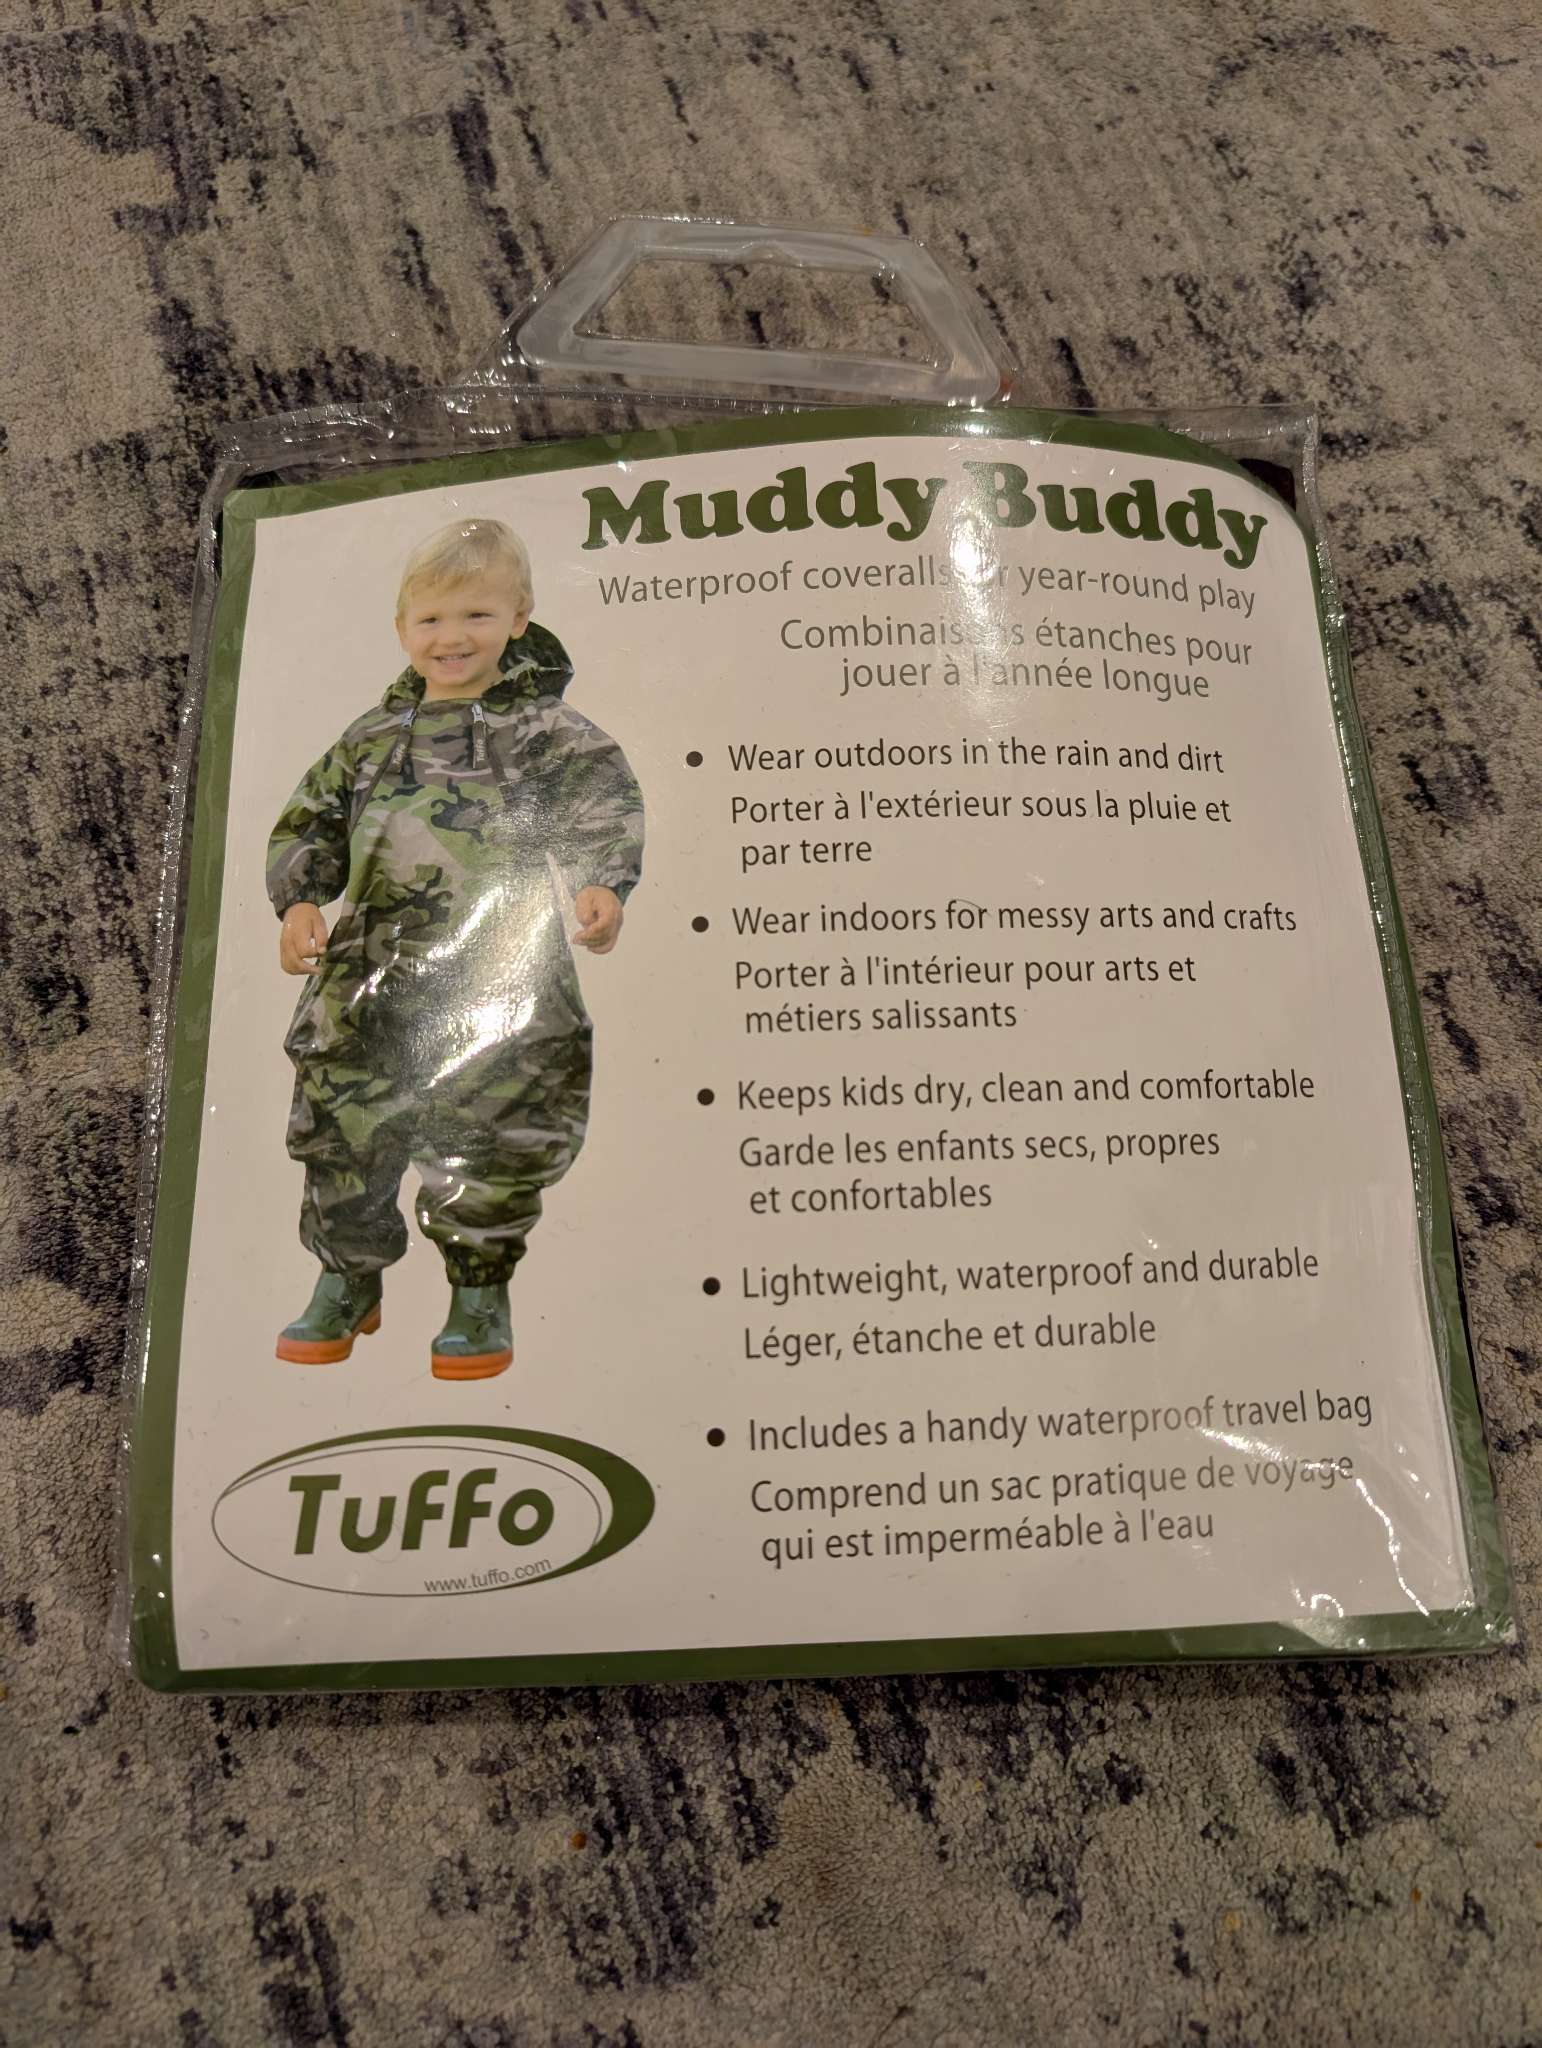 Muddy Buddy
Waterproof coveralls for year-round play
Combinaisons étanches pour
jouer à l'année longue
• Wear outdoors in the rain and dirt
Porter à l'extérieur sous la pluie et
par terre
• Wear indoors for messy arts and crafts
Porter à l'intérieur pour arts et
métiers salissants
• Keeps kids dry, clean and comfortable
Garde les enfants secs, propres
et confortables
• Lightweight, waterproof and durable
Léger, étanche et durable
• Includes a handy waterproof travel bag
Comprend un sac pratique de voyage
qui est imperméable à l'eau
Tuffo
Tuffo
Tuffo
www.tuffo.com